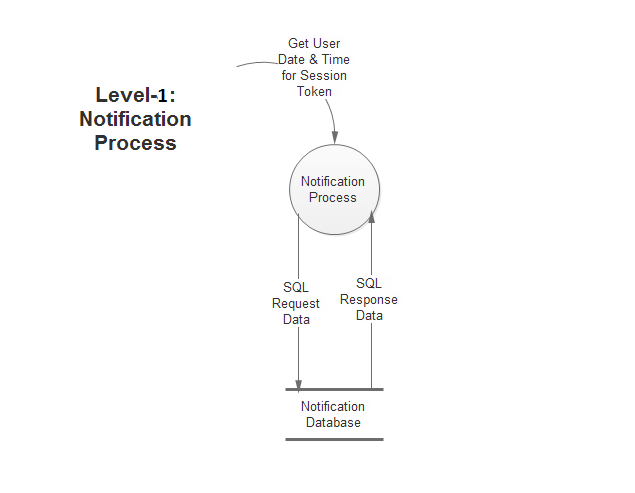 Level-1:
Notification
Process
Get User
Date & Time
for Session
Token
Notification
Process
SQL
Request
Data
SQL
Response
Data
Notification
Database